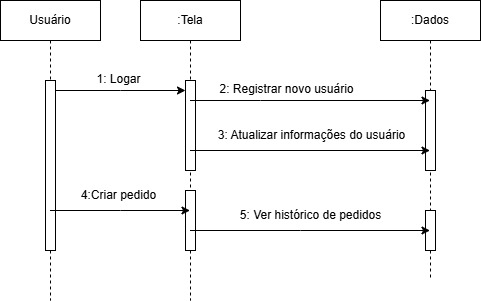 Usuário
:Tela
:Dados
1: Logar
2: Registrar novo usuário
3: Atualizar informações do usuário
4:Criar pedido
5: Ver histórico de pedidos